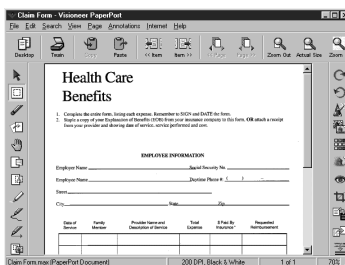 Claim Form - Visioneer PaperPort
File Edit Search View Page Annotations Internet Help
Desktop Copy Paste << Item Item >> << Page Page >> Zoom Out Actual Size Zoom
Health Care
Benefits
1. Complete the entire form, listing each expense. Remember to SIGN and DATE the form.
2. Staple a copy of your Explanation of Benefits (EOB) from your insurance company to this form, OR attach a receipt
from your provider and showing date of service, service performed and cost.
EMPLOYEE INFORMATION
Employee Name Social Security No.
Employee Name Daytime Phone # ( ) -
Street
City State Zip
Date of Service Family Member Provider Name and Description of Service Total Expense $ Paid By Insurance * Requested Reimbursement
Claim Form.max (PaperPort Document) 200 DPI, Black & White 1 of 1 70%